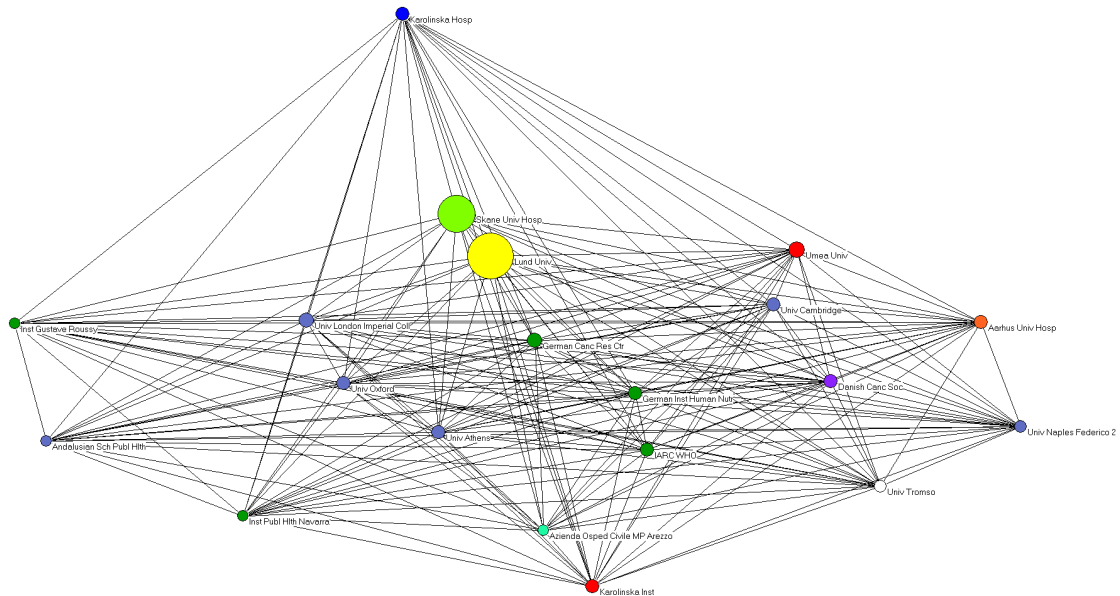 Karolinska Hosp
Skane Univ Hosp
Lund Univ
Umea Univ
Univ Cambridge
Inst Gustave Roussy
Univ London Imperial Coll
Aarhus Univ Hosp
German Canc Res Ctr
Univ Oxford
Danish Canc Soc
German Inst Human Nutr
Univ Naples Federico 2
Univ Athens
Andalusian Sch Publ Hlth
IARC WHO
Univ Tromso
Inst Publ Hlth Navarra
Azienda Osped Civile MP Arezzo
Karolinska Inst